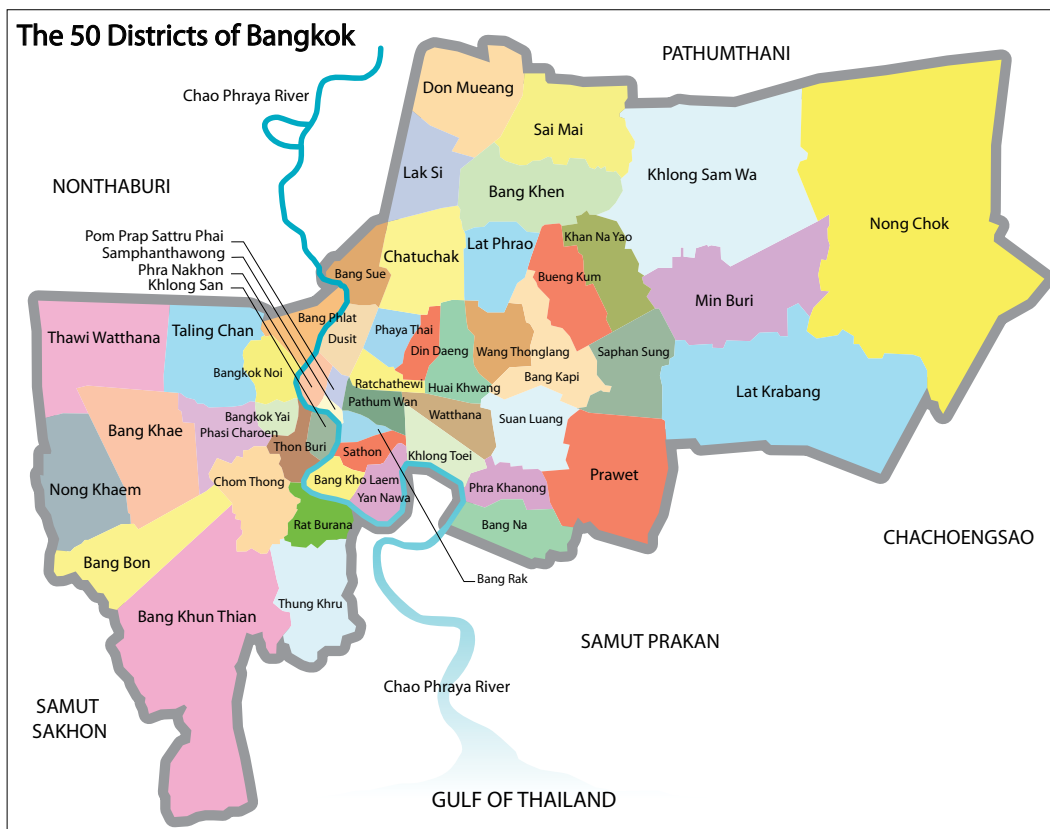 The 50 Districts of Bangkok
PATHUMTHANI
Don Mueang
Chao Phraya River
Sai Mai
Lak Si
Khlong Sam Wa
NONTHABURI
Bang Khen
Nong Chok
Pom Prap Sattru Phai
Samphanthawong
Phra Nakhon
Khlong San
Khan Na Yao
Lat Phrao
Chatuchak
Bang Sue
Bueng Kum
Min Buri
Bang Phlat
Thawi Watthana
Taling Chan
Dusit
Phaya Thai
Din Daeng
Wang Thonglang
Saphan Sung
Bangkok Noi
Bang Kapi
Ratchathewi
Huai Khwang
Lat Krabang
Pathum Wan
Bangkok Yai
Watthana
Suan Luang
Bang Khae
Phasi Charoen
Thon Buri
Sathon
Khlong Toei
Chom Thong
Bang Kho Laem
Prawet
Nong Khaem
Phra Khanong
Yan Nawa
Rat Burana
Bang Na
CHACHOENGSAO
Bang Bon
Bang Rak
Thung Khru
Bang Khun Thian
SAMUT PRAKAN
Chao Phraya River
SAMUT
SAKHON
GULF OF THAILAND